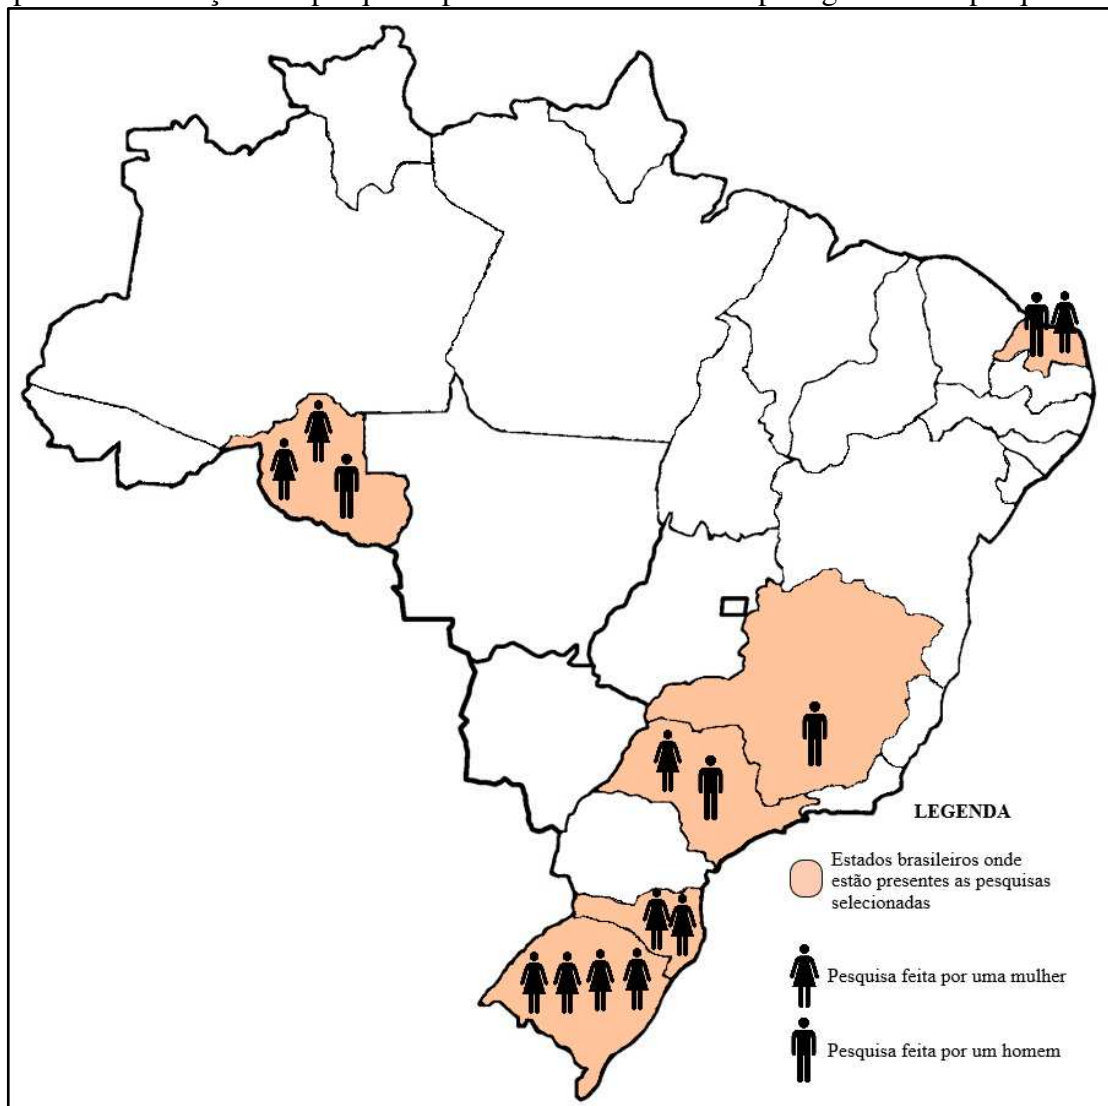 LEGENDA
Estados brasileiros onde
estão presentes as pesquisas
selecionadas
Pesquisa feita por uma mulher
Pesquisa feita por um homem